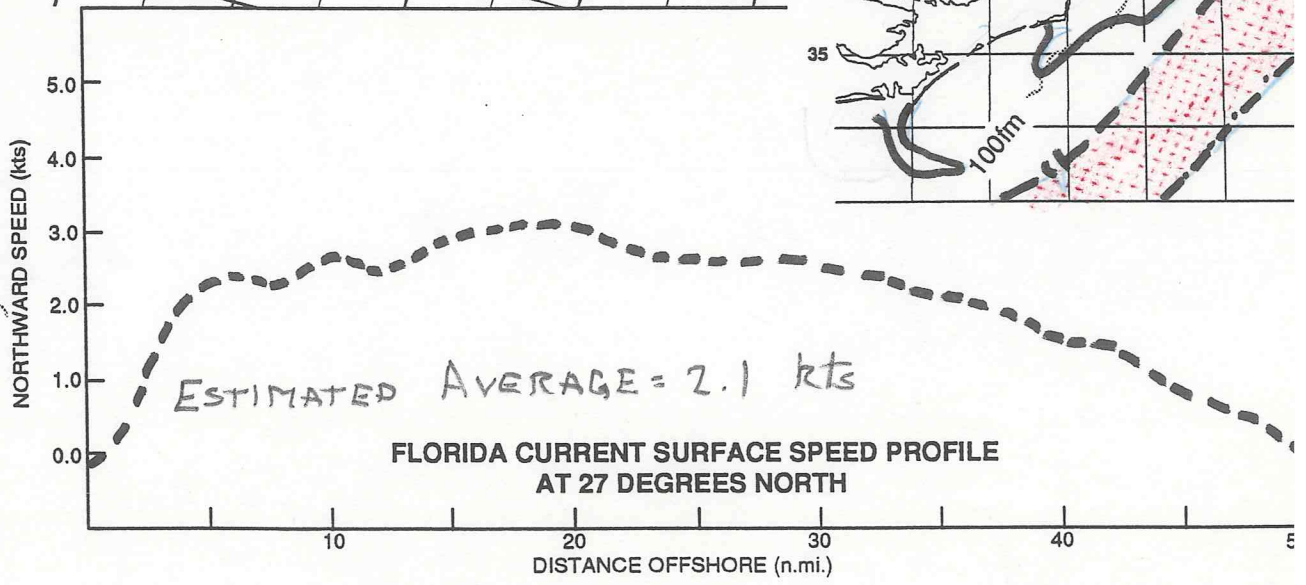 35
100fm
5.0
4.0
3.0
2.0
1.0
0.0
NORTHWARD SPEED (kts)
ESTIMATED AVERAGE = 2.1 kts
FLORIDA CURRENT SURFACE SPEED PROFILE
AT 27 DEGREES NORTH
10
20
30
40
5
DISTANCE OFFSHORE (n.mi.)